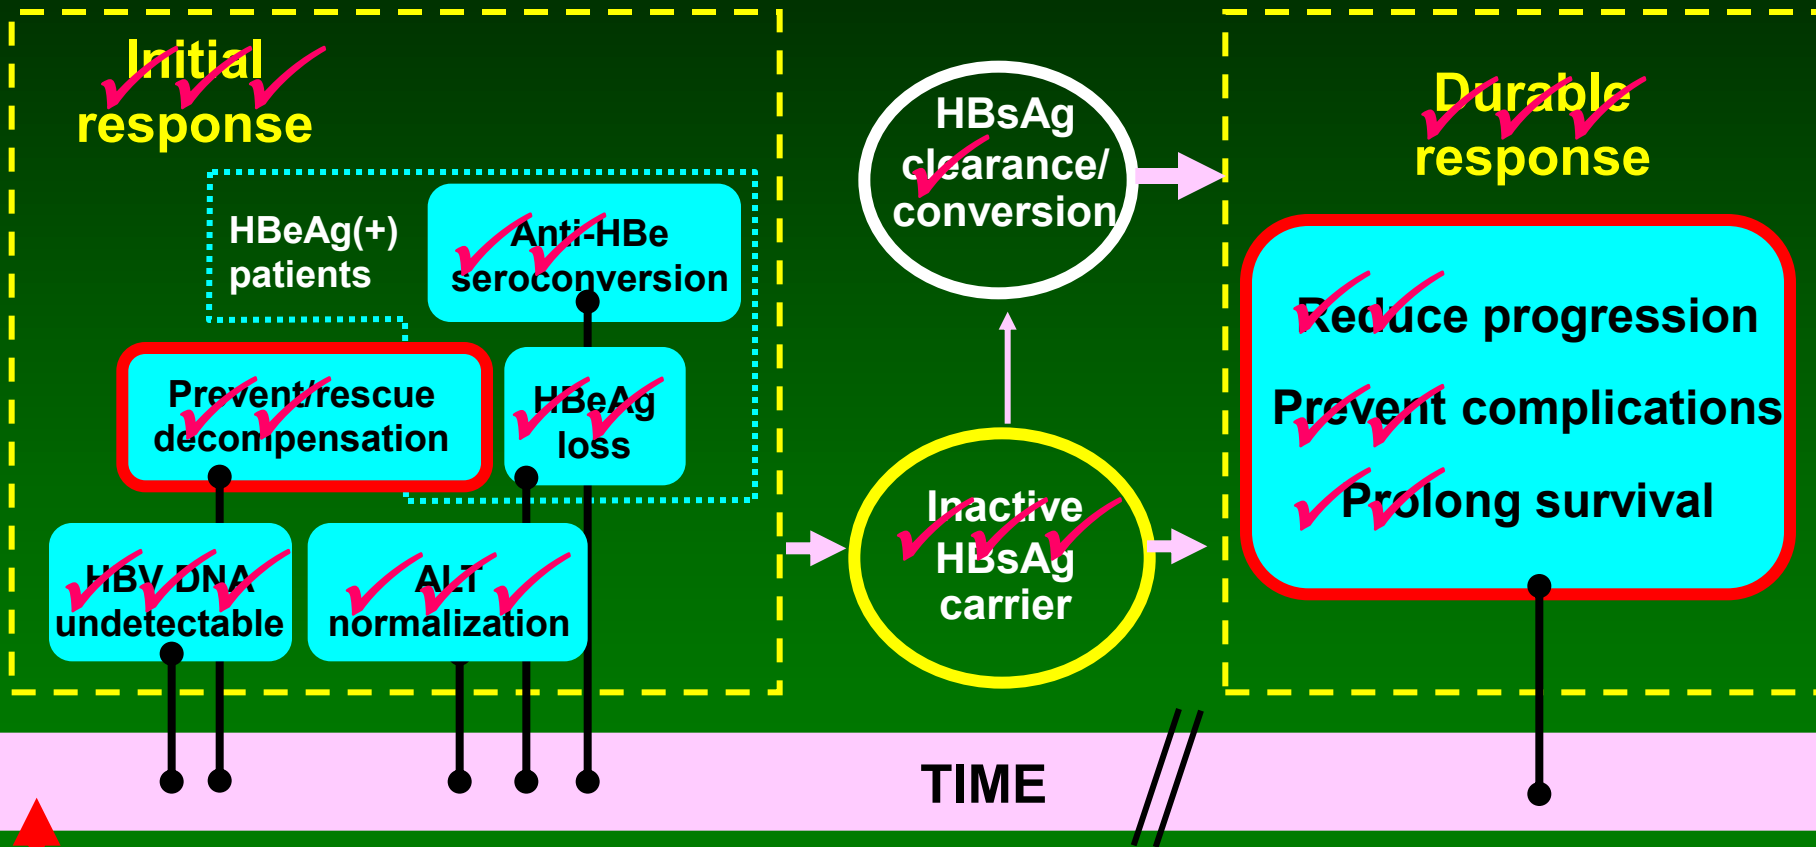 Initial
response
HBeAg(+)
patients
Anti-HBe
seroconversion
Prevent/rescue
decompensation
HBeAg
loss
HBV DNA
undetectable
ALT
normalization
HBsAg
clearance/
conversion
Inactive
HBsAg
carrier
Durable
response
Reduce progression
Prevent complications
Prolong survival
TIME